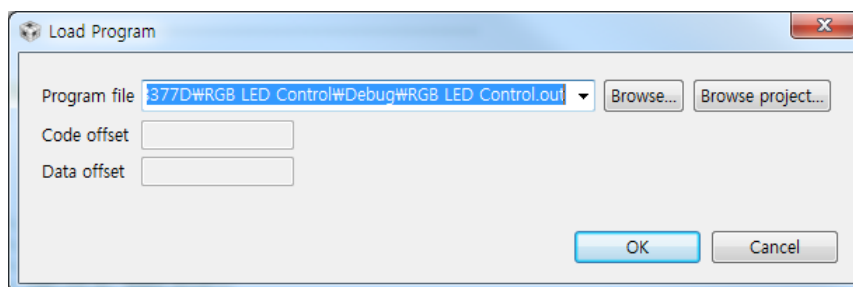 Load Program
Program file 3377D₩RGB LED Control₩Debug₩RGB LED Control.out Browse... Browse project...
Code offset
Data offset
OK Cancel